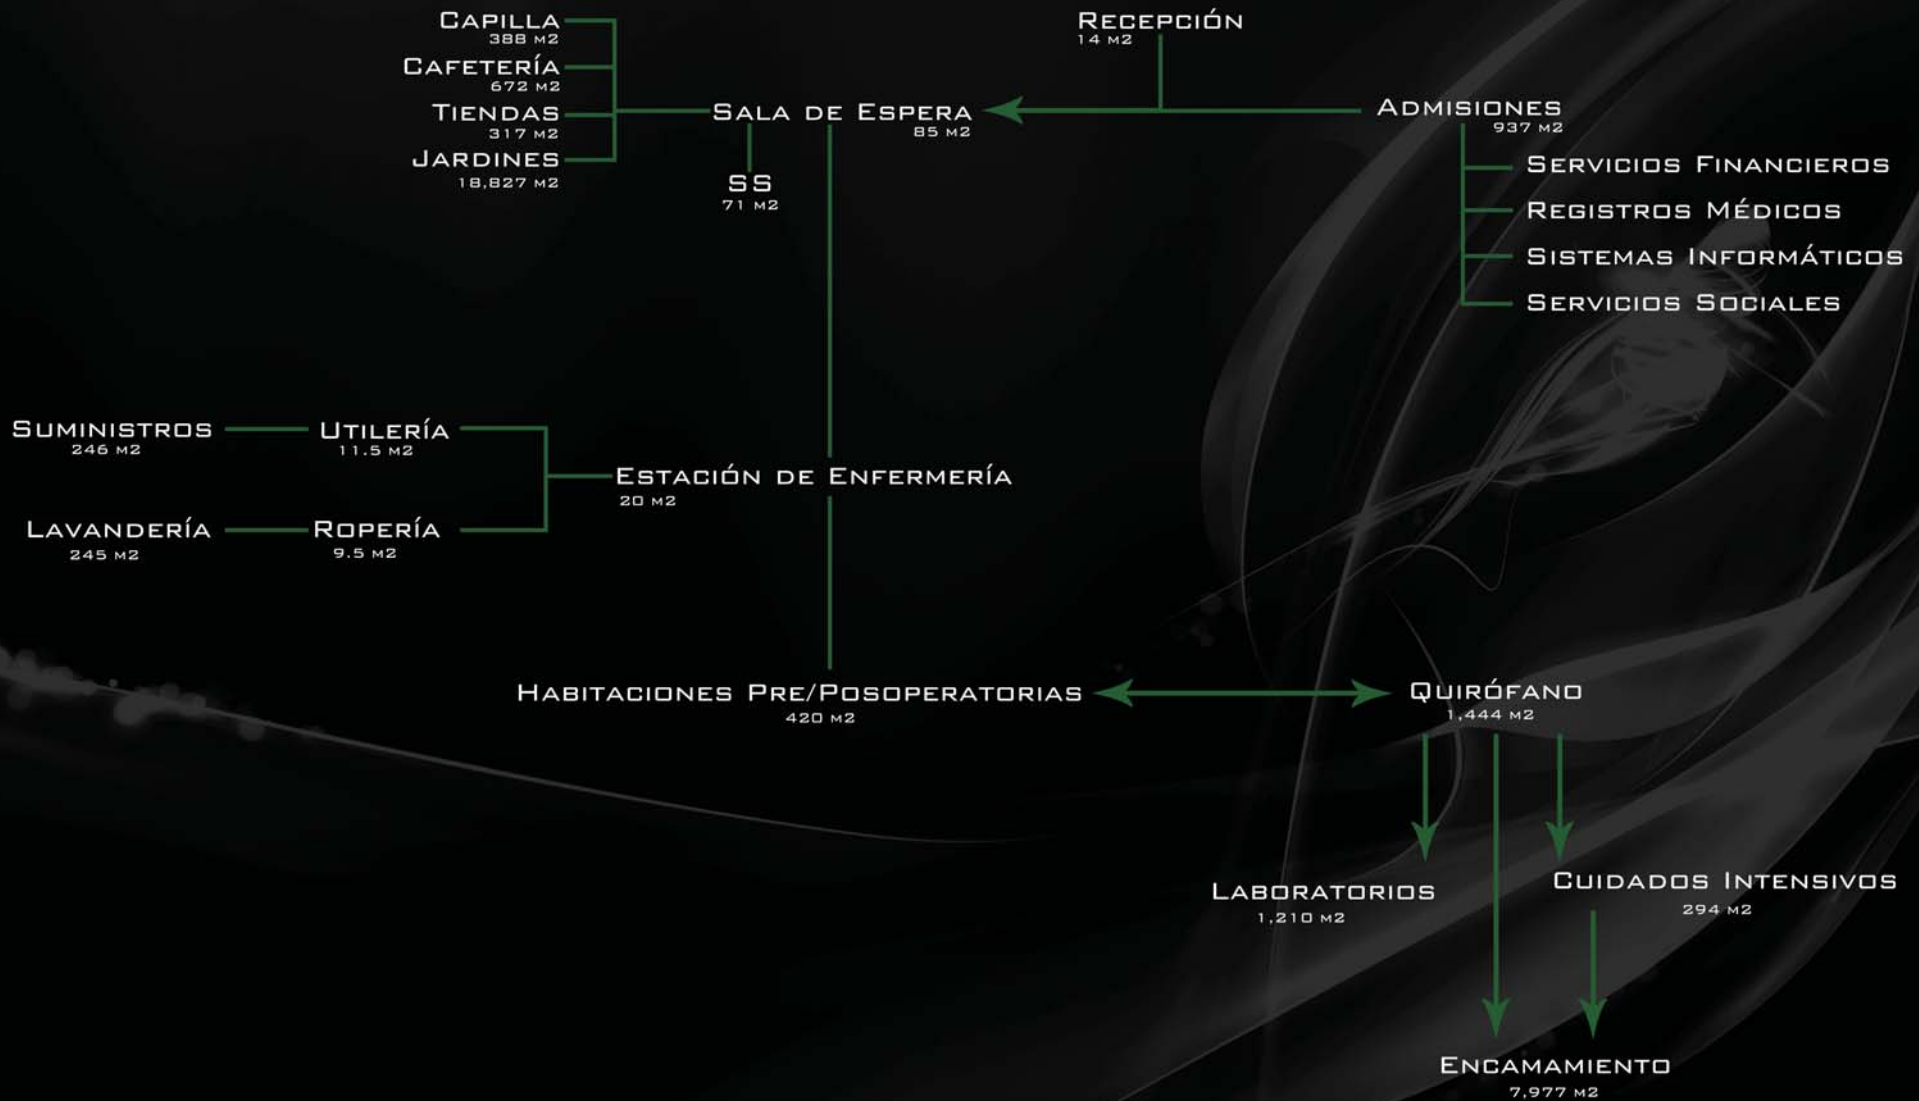 CAPILLA
388 M2
CAFETERÍA
672 M2
TIENDAS
317 M2
JARDINES
18,827 M2
SALA DE ESPERA
85 M2
SS
71 M2
RECEPCIÓN
14 M2
ADMISIONES
937 M2
SERVICIOS FINANCIEROS
REGISTROS MÉDICOS
SISTEMAS INFORMÁTICOS
SERVICIOS SOCIALES
SUMINISTROS
246 M2
UTILERÍA
11.5 M2
LAVANDERÍA
245 M2
ROPERÍA
9.5 M2
ESTACIÓN DE ENFERMERÍA
20 M2
HABITACIONES PRE/POSOPERATORIAS
420 M2
QUIRÓFANO
1,444 M2
LABORATORIOS
1,210 M2
CUIDADOS INTENSIVOS
294 M2
ENCAMAMIENTO
7,977 M2